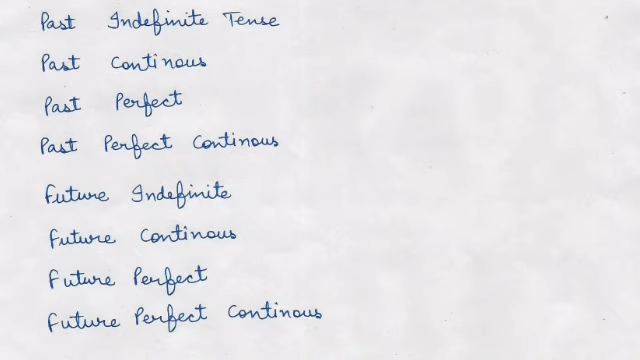 Past Indefinite Tense
Past Continous
Past Perfect
Past Perfect Continous
Future Indefinite
Future Continous
Future Perfect
Future Perfect Continous